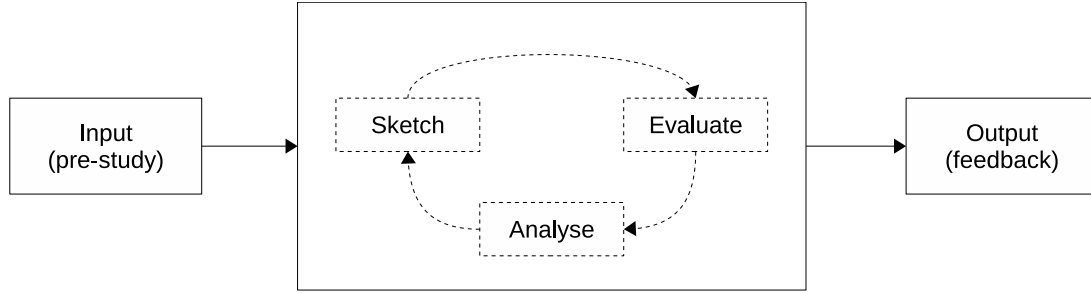 Input
(pre-study)
Sketch
Evaluate
Analyse
Output
(feedback)